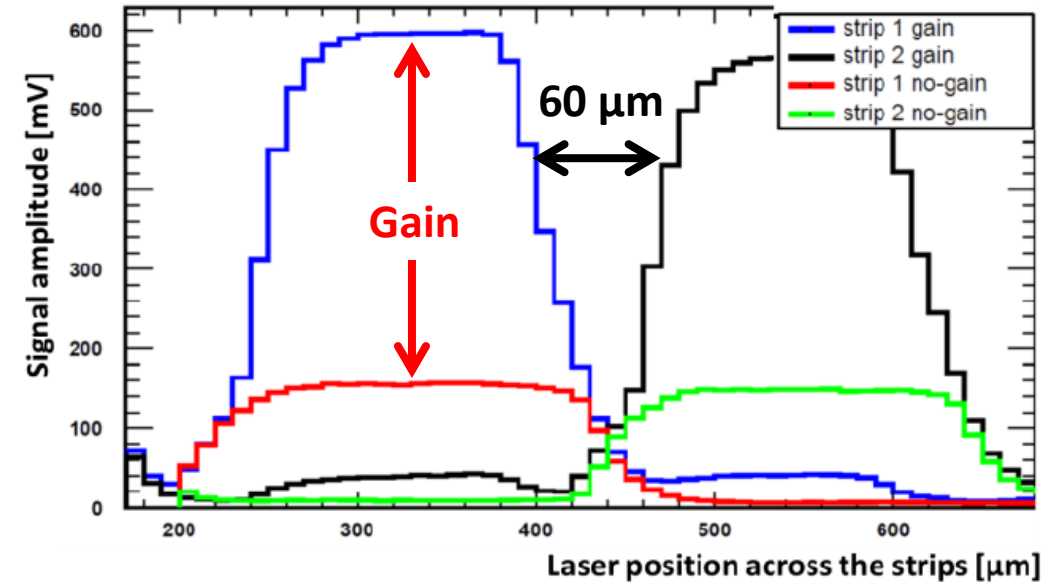 600
500
400
300
200
100
0
Signal amplitude [mV]
strip 1 gain
strip 2 gain
strip 1 no-gain
strip 2 no-gain
60 μm
Gain
200
300
400
500
600
Laser position across the strips [μm]